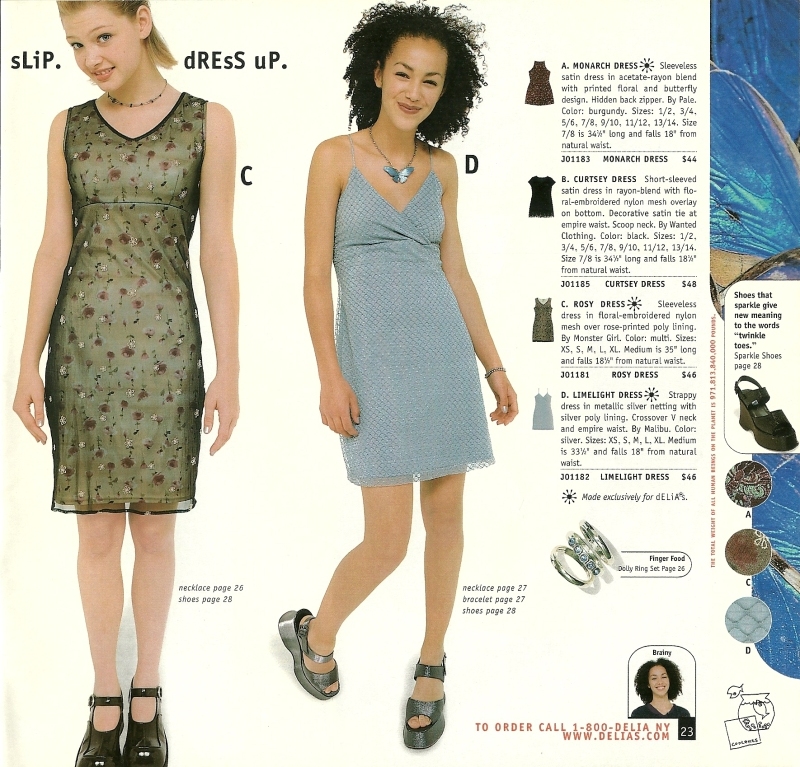 sLiP.
dREsS uP.
C
D
A. MONARCH DRESS Sleeveless
satin dress in acetate-rayon blend
with printed floral and butterfly
design. Hidden back zipper. By Pale.
Color: burgundy. Sizes: 1/2, 3/4,
5/6, 7/8, 9/10, 11/12, 13/14. Size
7/8 is 34½" long and falls 18" from
natural waist.
J01183 MONARCH DRESS $44
B. CURTSEY DRESS Short-sleeved
satin dress in rayon-blend with flo-
ral-embroidered nylon mesh overlay
on bottom. Decorative satin tie at
empire waist. Scoop neck. By Wanted
Clothing. Color: black. Sizes: 1/2,
3/4, 5/6, 7/8, 9/10, 11/12, 13/14.
Size 7/8 is 34½" long and falls 18½"
from natural waist.
J01185 CURTSEY DRESS $48
C. ROSY DRESS Sleeveless
dress in floral-embroidered nylon
mesh over rose-printed poly lining.
By Monster Girl. Color: multi. Sizes:
XS, S, M, L, XL. Medium is 35" long
and falls 18½" from natural waist.
J01181 ROSY DRESS $46
D. LIMELIGHT DRESS Strappy
dress in metallic silver netting with
silver poly lining. Crossover V neck
and empire waist. By Malibu. Color:
silver. Sizes: XS, S, M, L, XL. Medium
is 33½" and falls 18" from natural
waist.
J01182 LIMELIGHT DRESS $46
Made exclusively for dELiA*s.
Finger Food
Dolly Ring Set Page 26
necklace page 26
shoes page 28
necklace page 27
bracelet page 27
shoes page 28
THE TOTAL WEIGHT OF ALL HUMAN BEINGS ON THE PLANET IS 971,813,840,000 POUNDS.
Shoes that
sparkle give
new meaning
to the words
"twinkle
toes."
Sparkle Shoes
page 28
A
C
D
Brainy
TO ORDER CALL 1-800-DELIA NY
WWW.DELIAS.COM
23